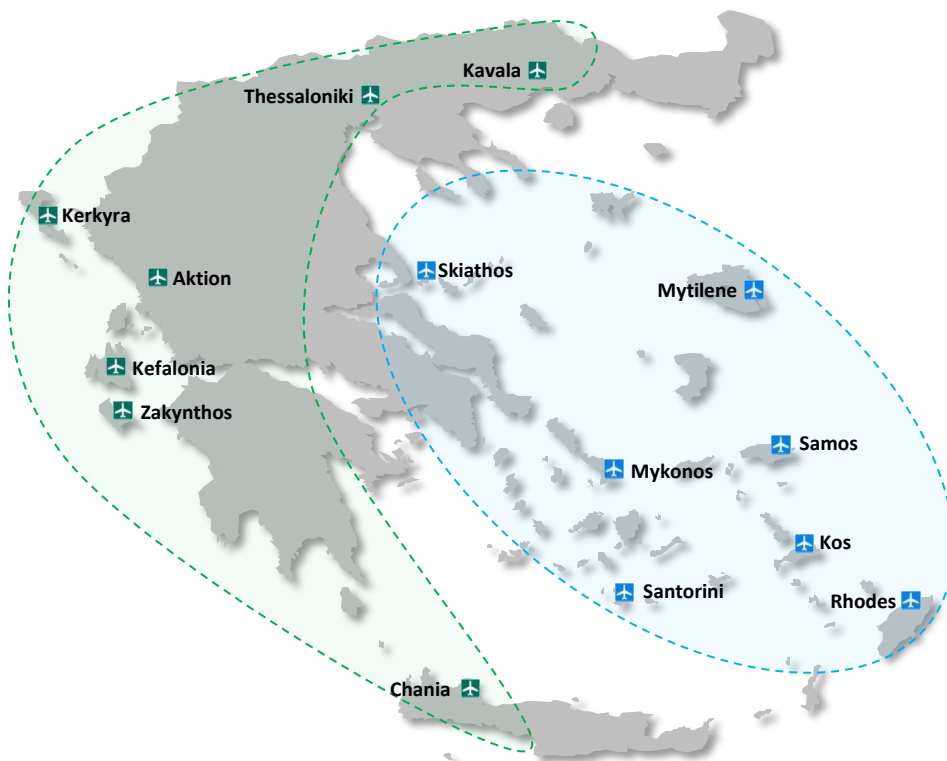 Kavala
Thessaloniki
Kerkyra
Skiathos
Aktion
Mytilene
Kefalonia
Zakynthos
Samos
Mykonos
Kos
Santorini
Rhodes
Chania